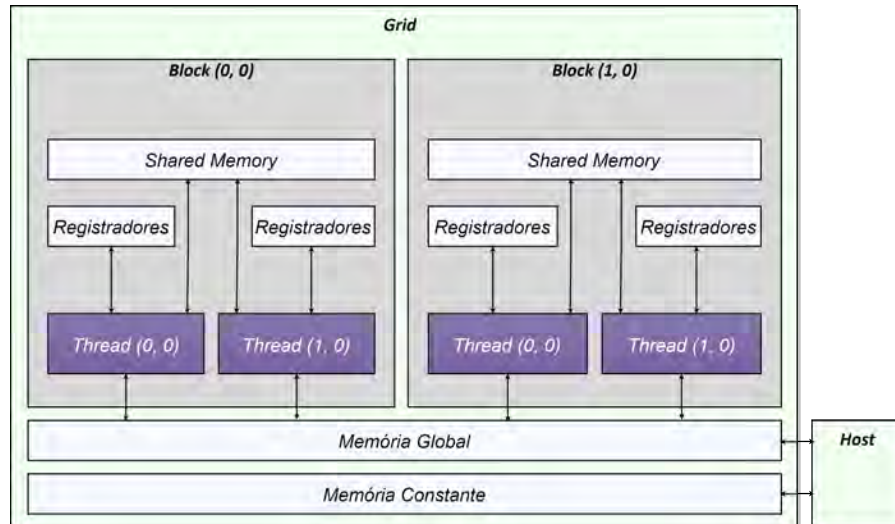 Grid
Block (0, 0)
Block (1, 0)
Shared Memory
Shared Memory
Registradores
Registradores
Registradores
Registradores
Thread (0, 0)
Thread (1, 0)
Thread (0, 0)
Thread (1, 0)
Memória Global
Host
Memória Constante